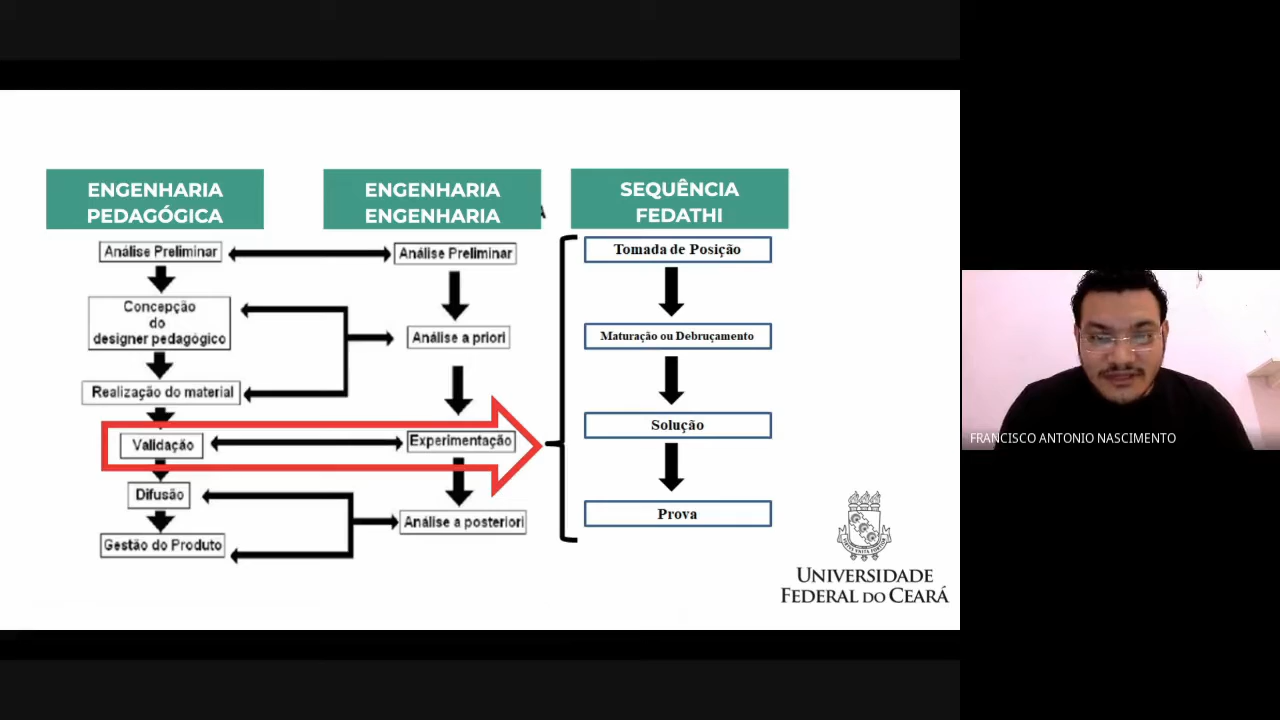 ENGENHARIA
PEDAGÓGICA
Análise Preliminar
Concepção
do
designer pedagógico
Realização do material
Validação
Difusão
Gestão do Produto
ENGENHARIA
ENGENHARIA
A
Análise Preliminar
Análise a priori
Experimentação
Análise a posteriori
SEQUÊNCIA
FEDATHI
Tomada de Posição
Maturação ou Debruçamento
Solução
Prova
UNIVERSIDADE
FEDERAL DO CEARÁ
FRANCISCO ANTONIO NASCIMENTO